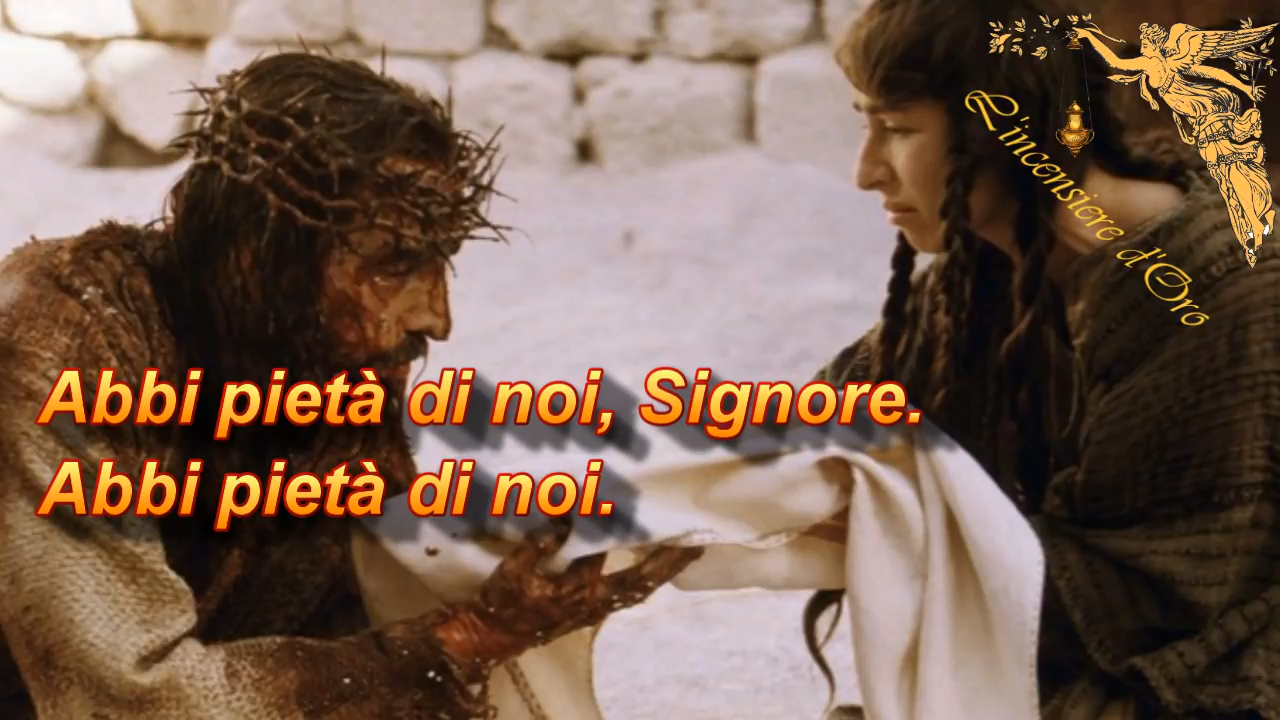 L'incensiere d'Oro
Abbi pietà di noi, Signore.
Abbi pietà di noi.